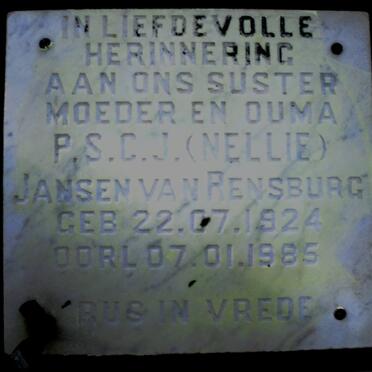 IN LIEFDEVOLLE
HERINNERING
AAN ONS SUSTER
MOEDER EN OUMA
P.S.C.J. (NELLIE)
JANSEN VAN RENSBURG
GEB 22.07.1924
OORL 07.01.1985
RUS IN VREDE